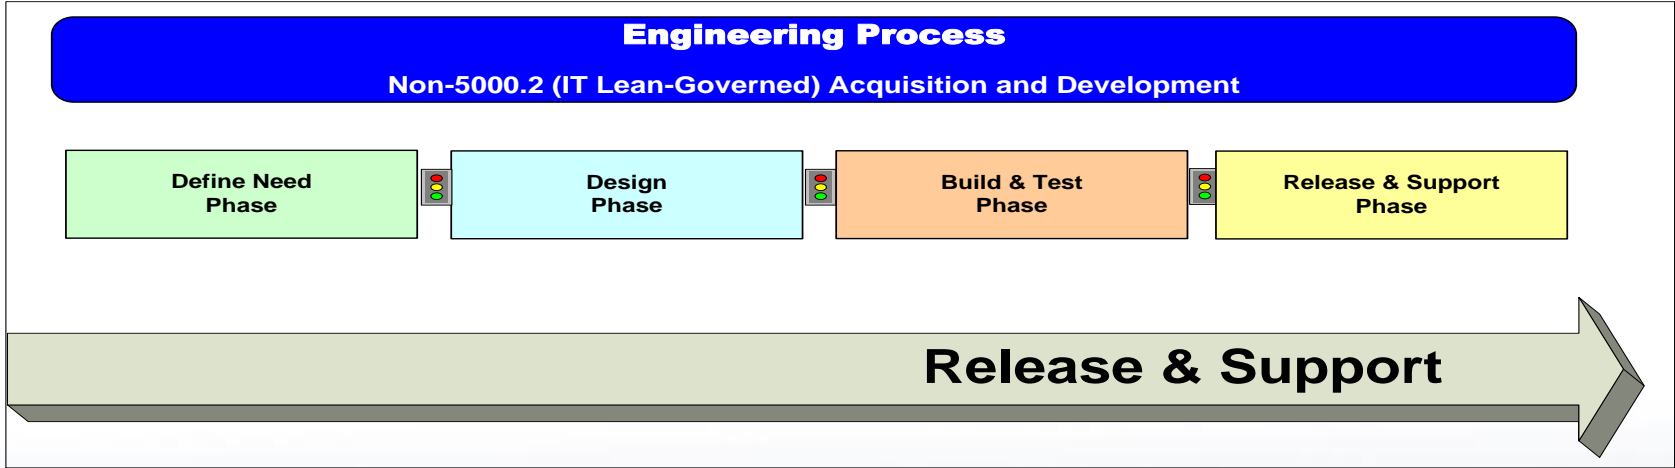 Engineering Process
Non-5000.2 (IT Lean-Governed) Acquisition and Development
Define Need
Phase
Design
Phase
Build & Test
Phase
Release & Support
Phase
Release & Support